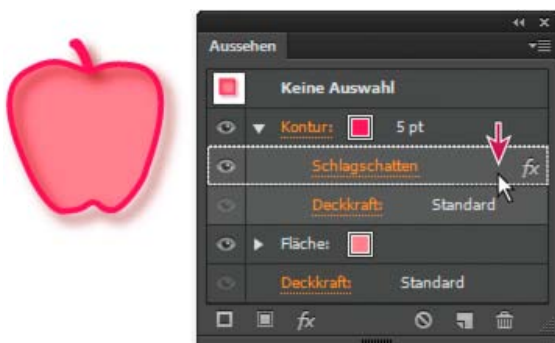 Aussehen
Keine Auswahl
Kontur: 5 pt
Schlagschatten fx
Deckkraft: Standard
Fläche:
Deckkraft: Standard
fx